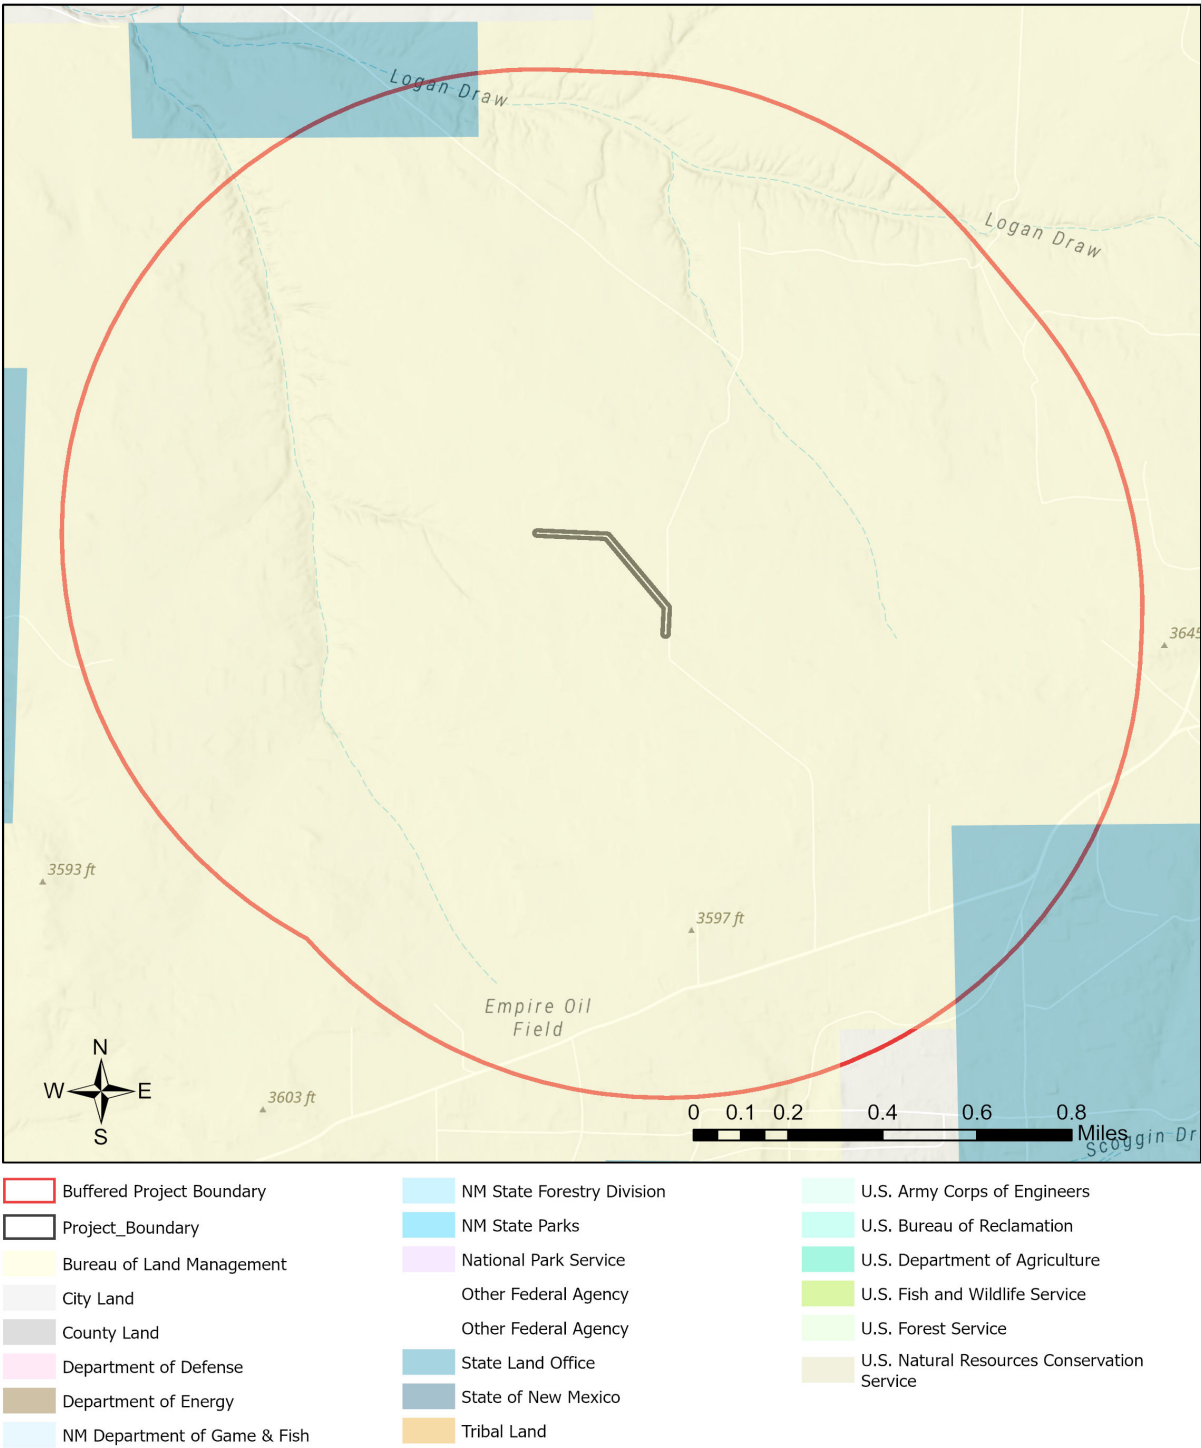 Logan Draw
Logan Draw
3645
3593 ft
3597 ft
Empire Oil
Field
3603 ft
N
W
E
S
0 0.1 0.2 0.4 0.6 0.8
Miles
Scoggin Dr
Buffered Project Boundary
Project_Boundary
Bureau of Land Management
City Land
County Land
Department of Defense
Department of Energy
NM Department of Game & Fish
NM State Forestry Division
NM State Parks
National Park Service
Other Federal Agency
Other Federal Agency
State Land Office
State of New Mexico
Tribal Land
U.S. Army Corps of Engineers
U.S. Bureau of Reclamation
U.S. Department of Agriculture
U.S. Fish and Wildlife Service
U.S. Forest Service
U.S. Natural Resources Conservation
Service